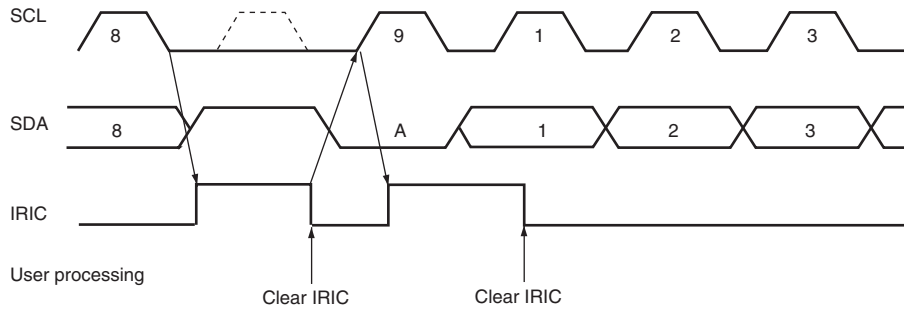 SCL 8 9 1 2 3
SDA 8 A 1 2 3
IRIC
User processing
Clear IRIC Clear IRIC